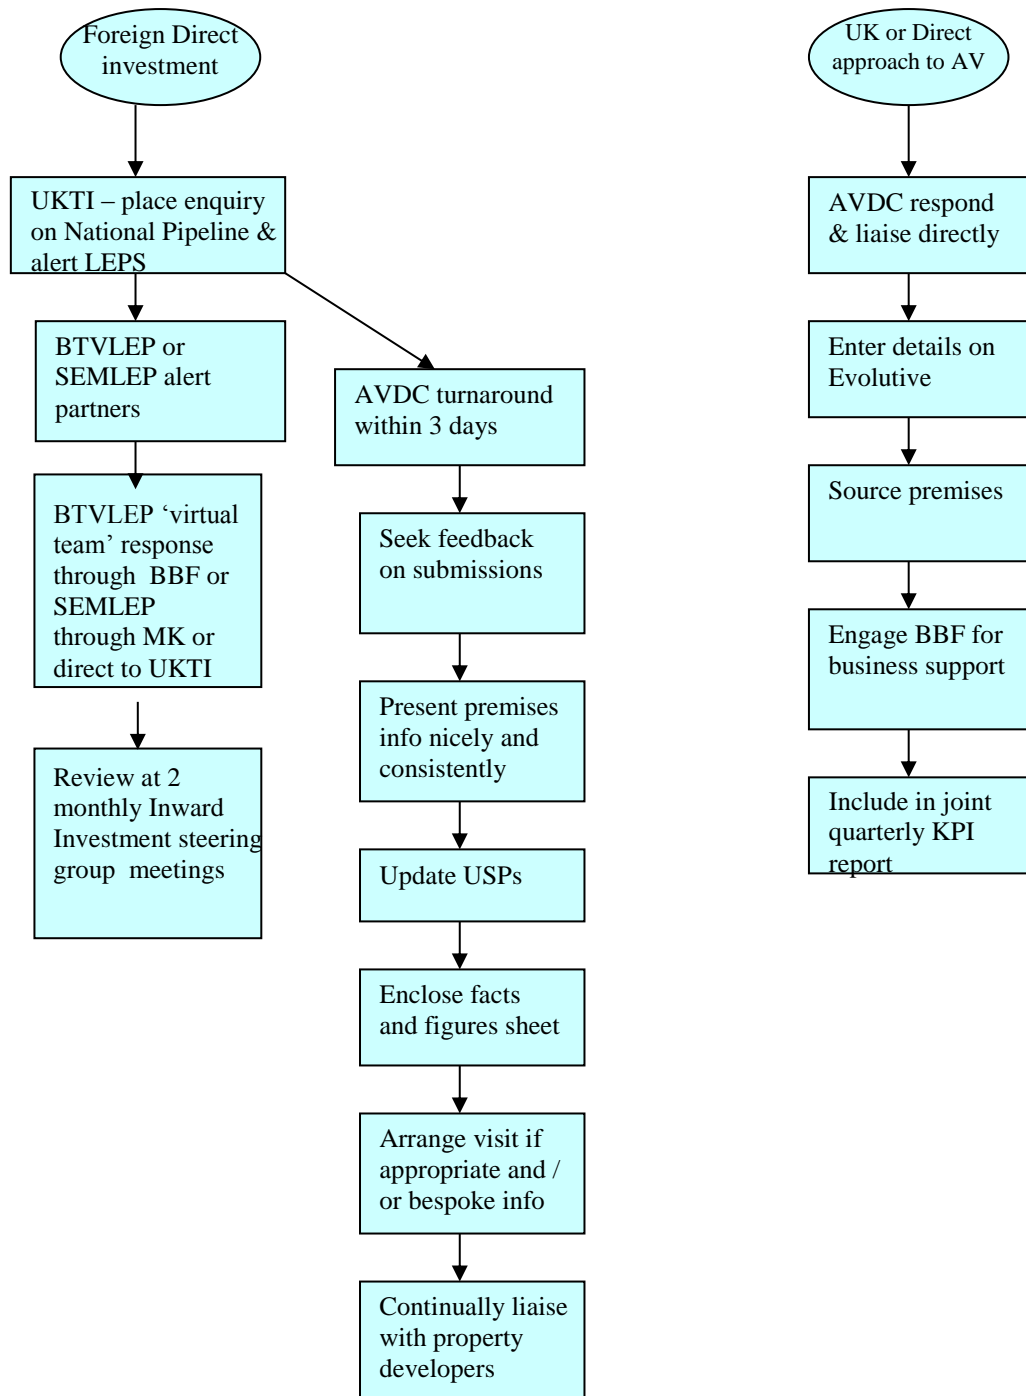 Foreign Direct
investment
UKTI – place enquiry
on National Pipeline &
alert LEPS
BTVLEP or
SEMLEP alert
partners
BTVLEP ‘virtual
team’ response
through BBF or
SEMLEP
through MK or
direct to UKTI
Review at 2
monthly Inward
Investment steering
group meetings
AVDC turnaround
within 3 days
Seek feedback
on submissions
Present premises
info nicely and
consistently
Update USPs
Enclose facts
and figures sheet
Arrange visit if
appropriate and /
or bespoke info
Continually liaise
with property
developers
UK or Direct
approach to AV
AVDC respond
& liaise directly
Enter details on
Evolutive
Source premises
Engage BBF for
business support
Include in joint
quarterly KPI
report